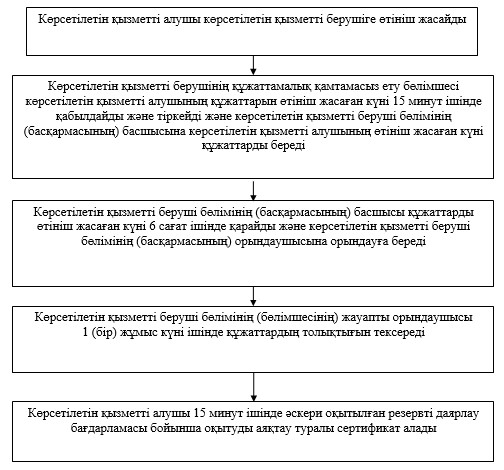 Көрсетілетін қызметті алушы көрсетілетін қызметті берушіге өтініш жасайды
Көрсетілетін қызметті берушінің құжаттамалық қамтамасыз ету бөлімшесі
көрсетілетін қызметті алушының құжаттарын өтініш жасаған күні 15 минут ішінде
қабылдайды және тіркейді және көрсетілетін қызметті беруші бөлімінің
(басқармасының) басшысына көрсетілетін қызметті алушының өтініш жасаған күні
құжаттарды береді
Көрсетілетін қызметті беруші бөлімінің (басқармасының) басшысы құжаттарды
өтініш жасаған күні 6 сағат ішінде қарайды және көрсетілетін қызметті беруші
бөлімінің (басқармасының) орындаушысына орындауға береді
Көрсетілетін қызметті беруші бөлімінің (бөлімшесінің) жауапты орындаушысы
1 (бір) жұмыс күні ішінде құжаттардың толықтығын тексереді
Көрсетілетін қызметті алушы 15 минут ішінде әскери оқытылған резервті даярлау
бағдарламасы бойынша оқытуды аяқтау туралы сертификат алады